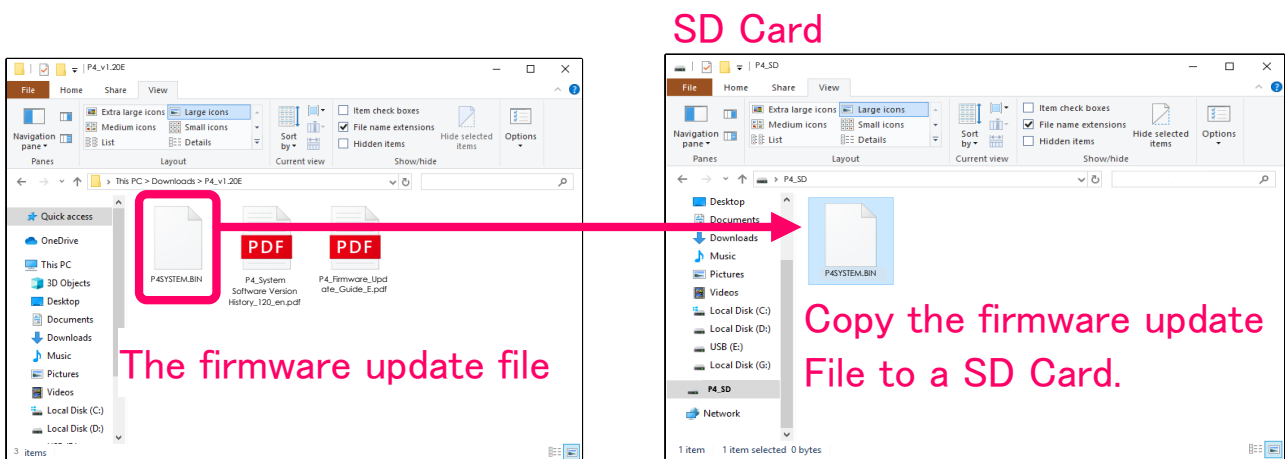 SD Card
P4_v1.20E
File Home Share View
Extra large icons Large icons
Medium icons Small icons
List Details
Navigation pane
Sort by
Item check boxes
File name extensions
Hidden items
Hide selected items
Options
Panes Layout Current view Show/hide
This PC > Downloads > P4_v1.20E
Quick access
OneDrive
This PC
3D Objects
Desktop
Documents
Downloads
Music
Pictures
Videos
Local Disk (C:)
Local Disk (D:)
P4SYSTEM.BIN
PDF
P4_System
Software Version
History_120_en.pdf
PDF
P4_Firmware_Upd
ate_Guide_E.pdf
The firmware update file
3 items
P4_SD
File Home Share View
Extra large icons Large icons
Medium icons Small icons
List Details
Navigation pane
Sort by
Item check boxes
File name extensions
Hidden items
Hide selected items
Options
Panes Layout Current view Show/hide
P4_SD
Desktop
Documents
Downloads
Music
Pictures
Videos
Local Disk (C:)
Local Disk (D:)
USB (E:)
Local Disk (G:)
P4_SD
Network
P4SYSTEM.BIN
Copy the firmware update
File to a SD Card.
1 item 1 item selected 0 bytes